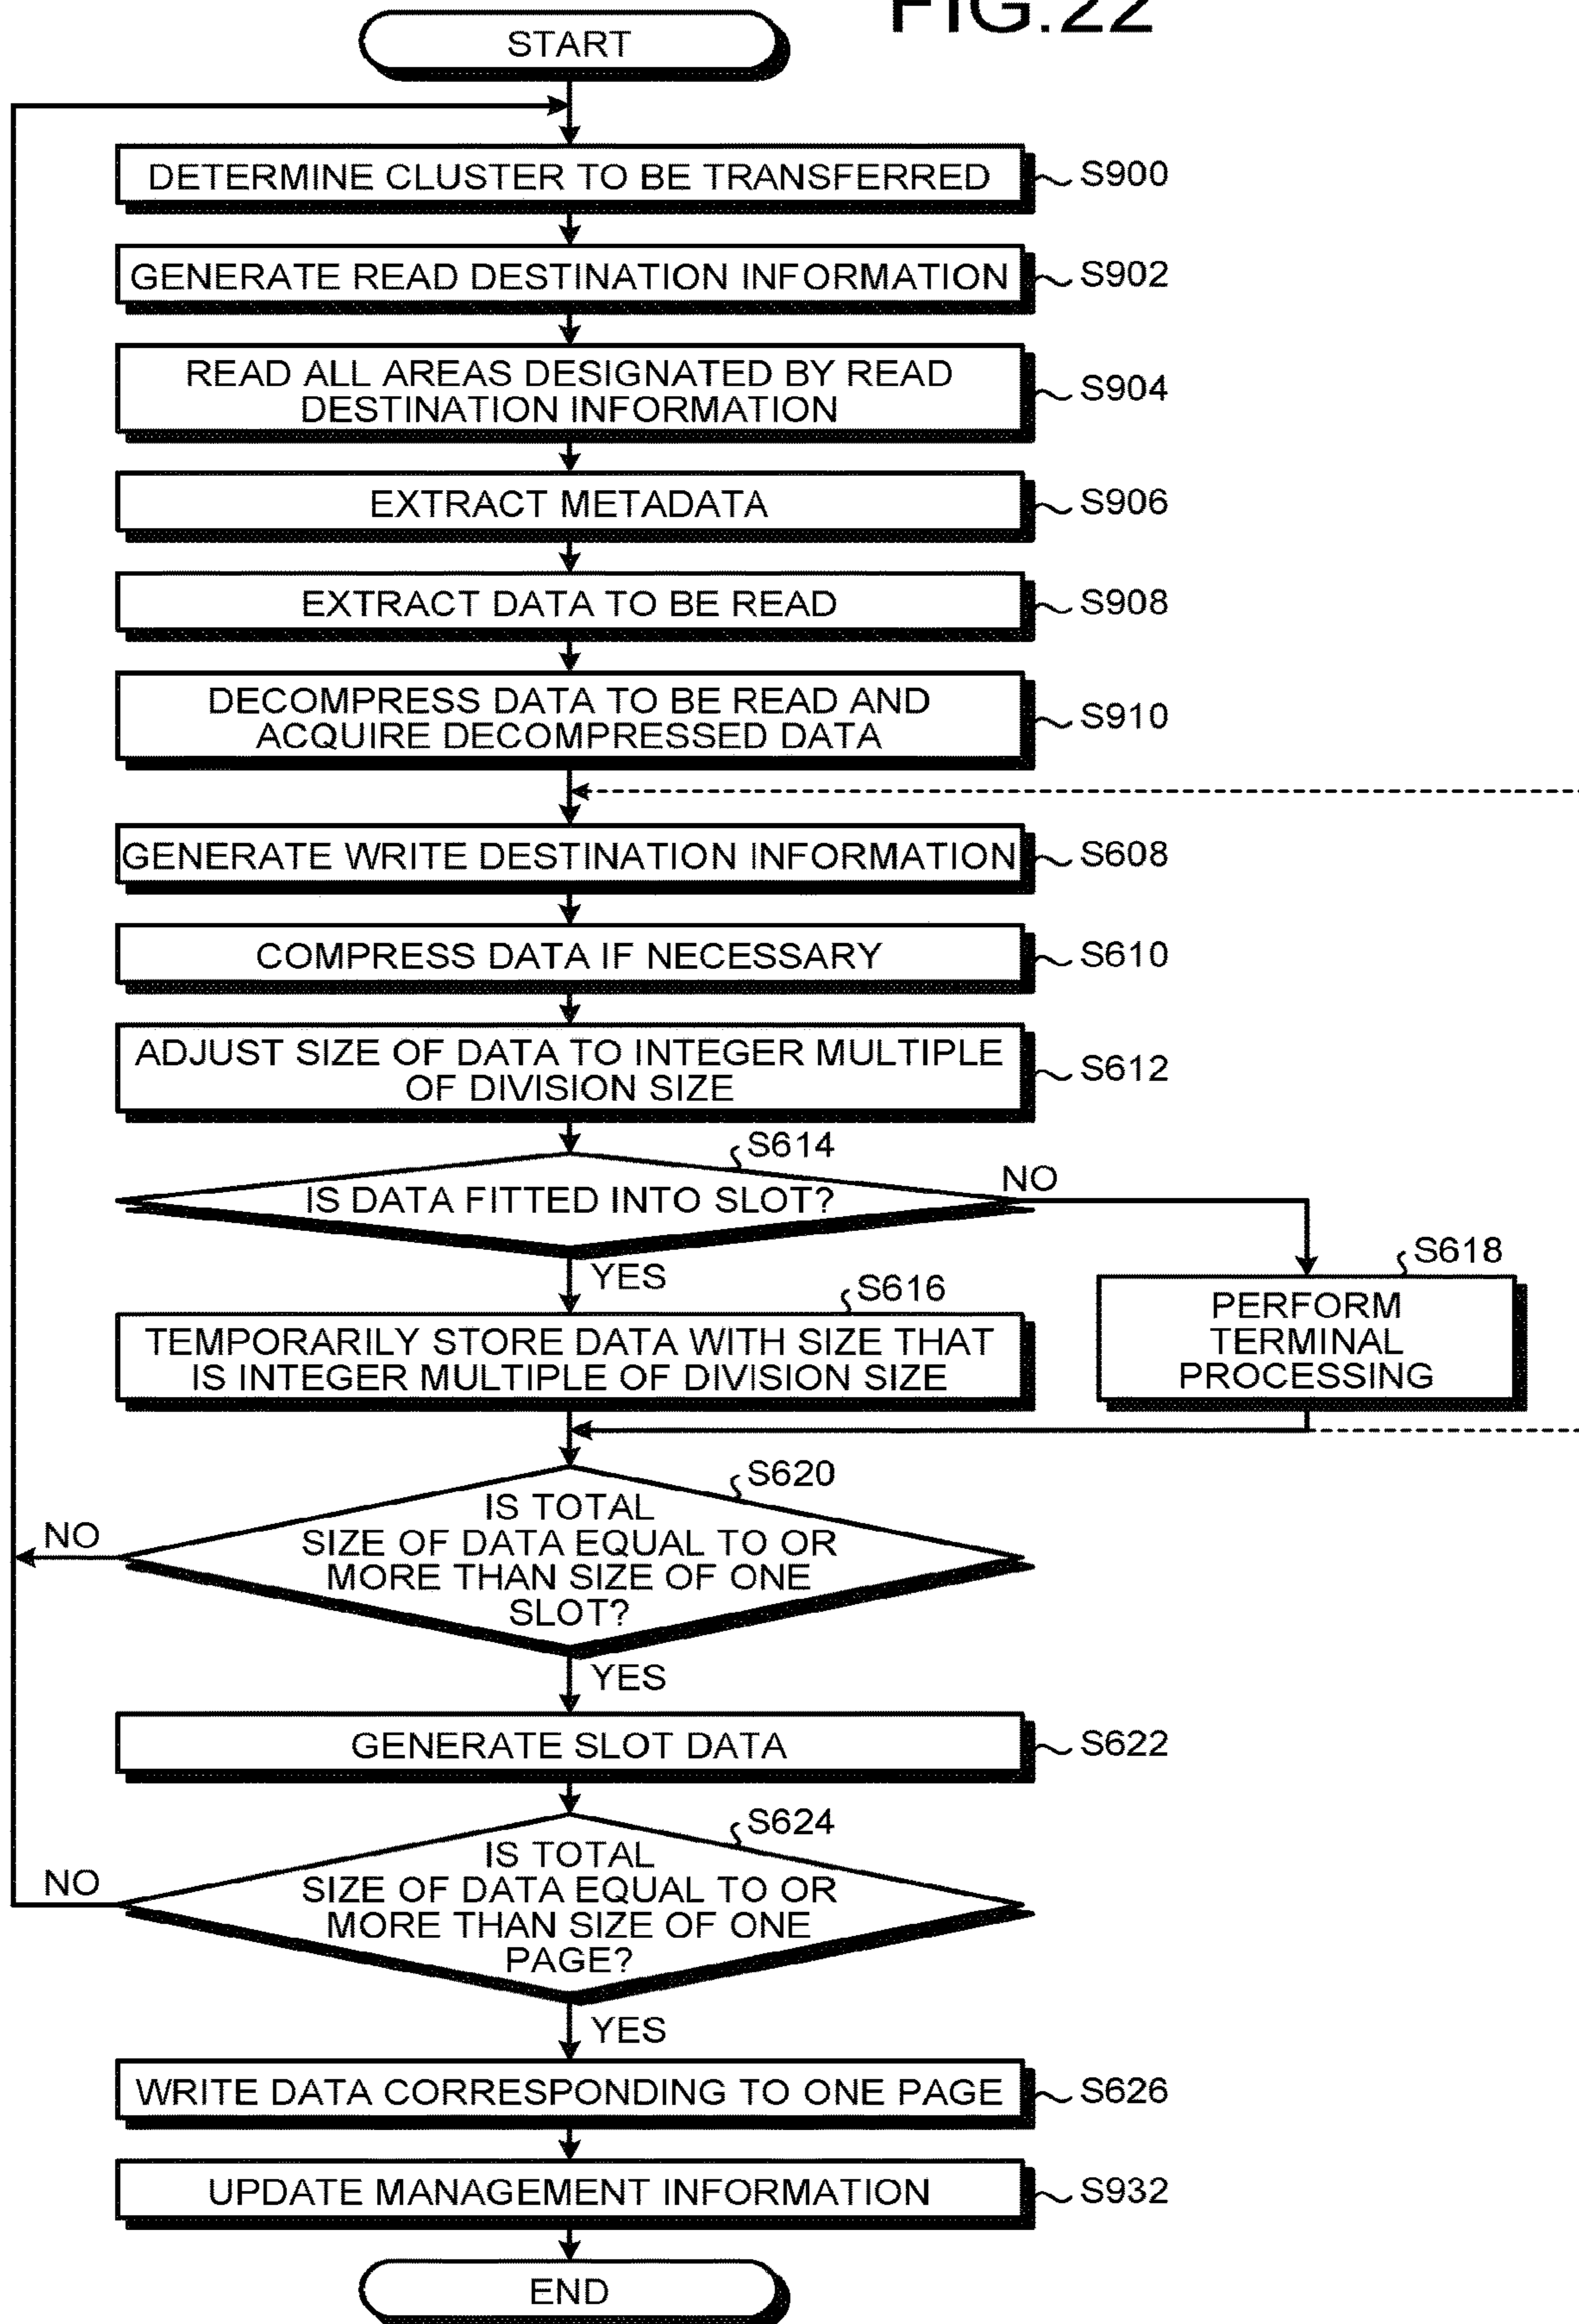 FIG.22
START
DETERMINE CLUSTER TO BE TRANSFERRED
S900
GENERATE READ DESTINATION INFORMATION
S902
READ ALL AREAS DESIGNATED BY READ
DESTINATION INFORMATION
S904
EXTRACT METADATA
S906
EXTRACT DATA TO BE READ
S908
DECOMPRESS DATA TO BE READ AND
ACQUIRE DECOMPRESSED DATA
S910
GENERATE WRITE DESTINATION INFORMATION
S608
COMPRESS DATA IF NECESSARY
S610
ADJUST SIZE OF DATA TO INTEGER MULTIPLE
OF DIVISION SIZE
S612
S614
IS DATA FITTED INTO SLOT?
NO
YES
S616
TEMPORARILY STORE DATA WITH SIZE THAT
IS INTEGER MULTIPLE OF DIVISION SIZE
S618
PERFORM
TERMINAL
PROCESSING
S620
IS TOTAL
SIZE OF DATA EQUAL TO OR
MORE THAN SIZE OF ONE
SLOT?
NO
YES
GENERATE SLOT DATA
S622
S624
IS TOTAL
SIZE OF DATA EQUAL TO OR
MORE THAN SIZE OF ONE
PAGE?
NO
YES
WRITE DATA CORRESPONDING TO ONE PAGE
S626
UPDATE MANAGEMENT INFORMATION
S932
END